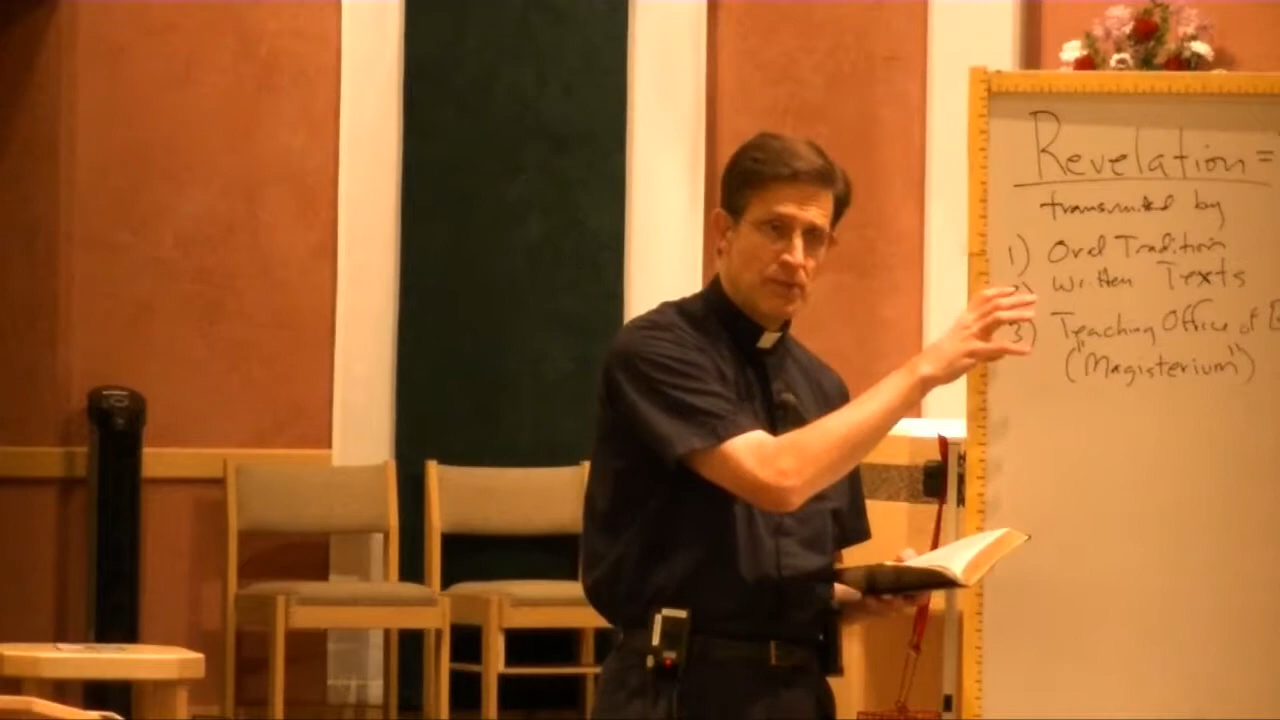 Revelation =
transmitted by
1) Oral Tradition
2) Written Texts
3) Teaching Office of
("Magisterium")